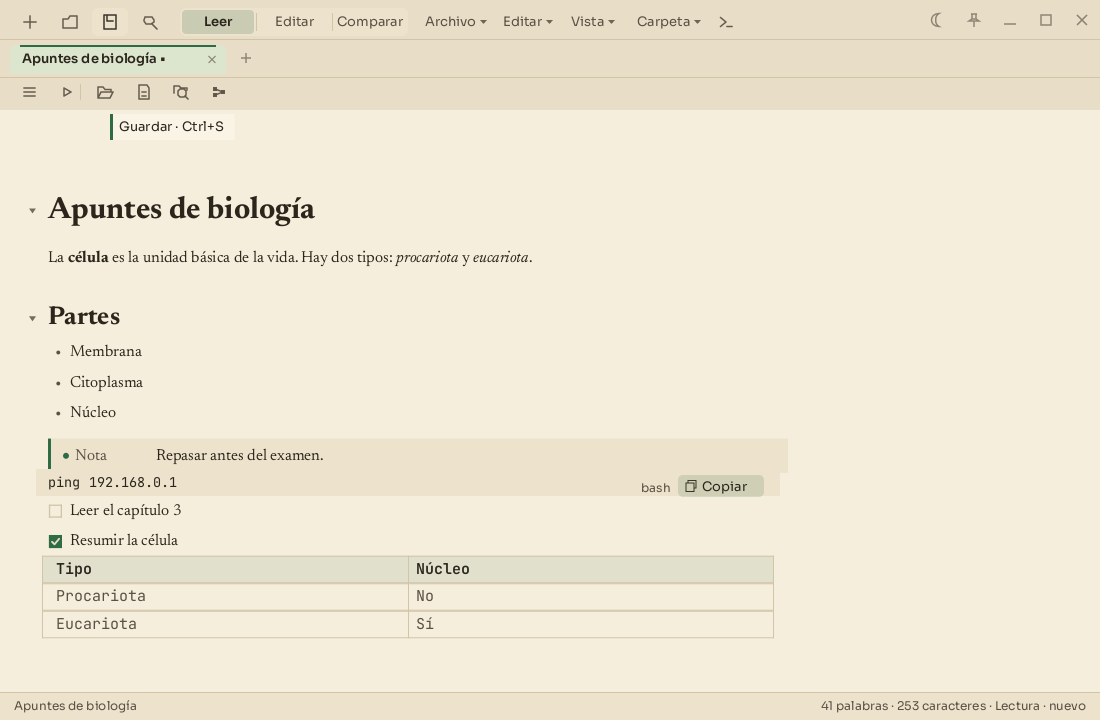 Leer Editar Comparar Archivo Editar Vista Carpeta
Apuntes de biología •
Guardar · Ctrl+S
Apuntes de biología
La célula es la unidad básica de la vida. Hay dos tipos: procariota y eucariota.
Partes
• Membrana
• Citoplasma
• Núcleo
• Nota Repasar antes del examen.
ping 192.168.0.1 bash Copiar
Leer el capítulo 3
Resumir la célula
Tipo Núcleo
Procariota No
Eucariota Sí
Apuntes de biología 41 palabras · 253 caracteres · Lectura · nuevo